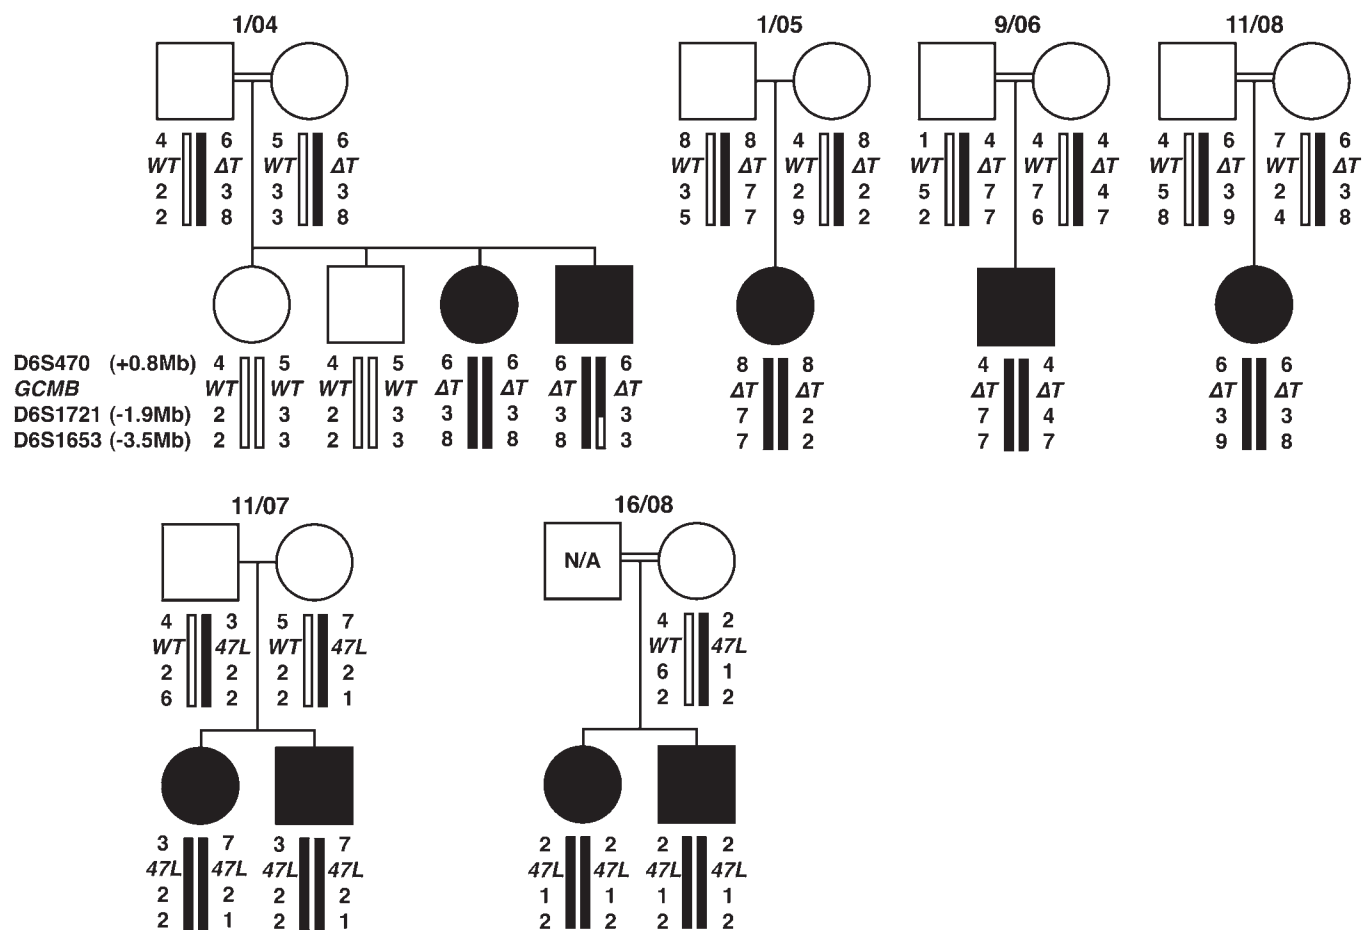 1/04 1/05 9/06 11/08
4 6 5 6 8 8 4 8 1 4 4 4 4 6 7 6
WT ΔT WT ΔT WT ΔT WT ΔT WT ΔT WT ΔT WT ΔT WT ΔT
2 3 3 3 3 7 2 2 5 7 7 4 5 3 2 3
2 8 3 8 5 7 9 2 2 7 6 7 8 9 4 8
D6S470 (+0.8Mb) 4 5 4 5 6 6 6 6 8 8 4 4 6 6
GCMB WT WT WT WT ΔT ΔT ΔT ΔT ΔT ΔT ΔT ΔT ΔT ΔT
D6S1721 (-1.9Mb) 2 3 2 3 3 3 3 3 7 2 7 4 3 3
D6S1653 (-3.5Mb) 2 3 2 3 8 8 8 3 7 2 7 7 9 8
11/07 16/08
N/A
4 3 5 7 4 2
WT 47L WT 47L WT 47L
2 2 2 2 6 1
6 2 2 1 2 2
3 7 3 7 2 2 2 2
47L 47L 47L 47L 47L 47L 47L 47L
2 2 2 2 1 1 1 1
2 1 2 1 2 2 2 2